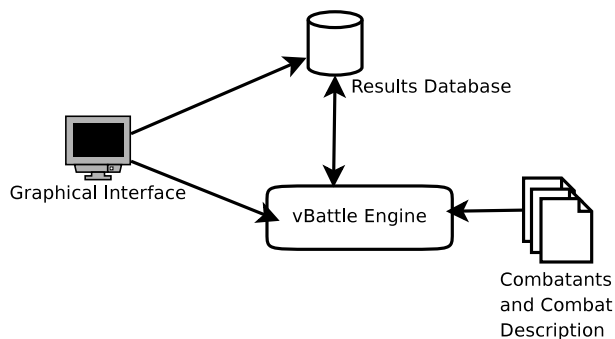 Results Database
Graphical Interface
vBattle Engine
Combatants
and Combat
Description